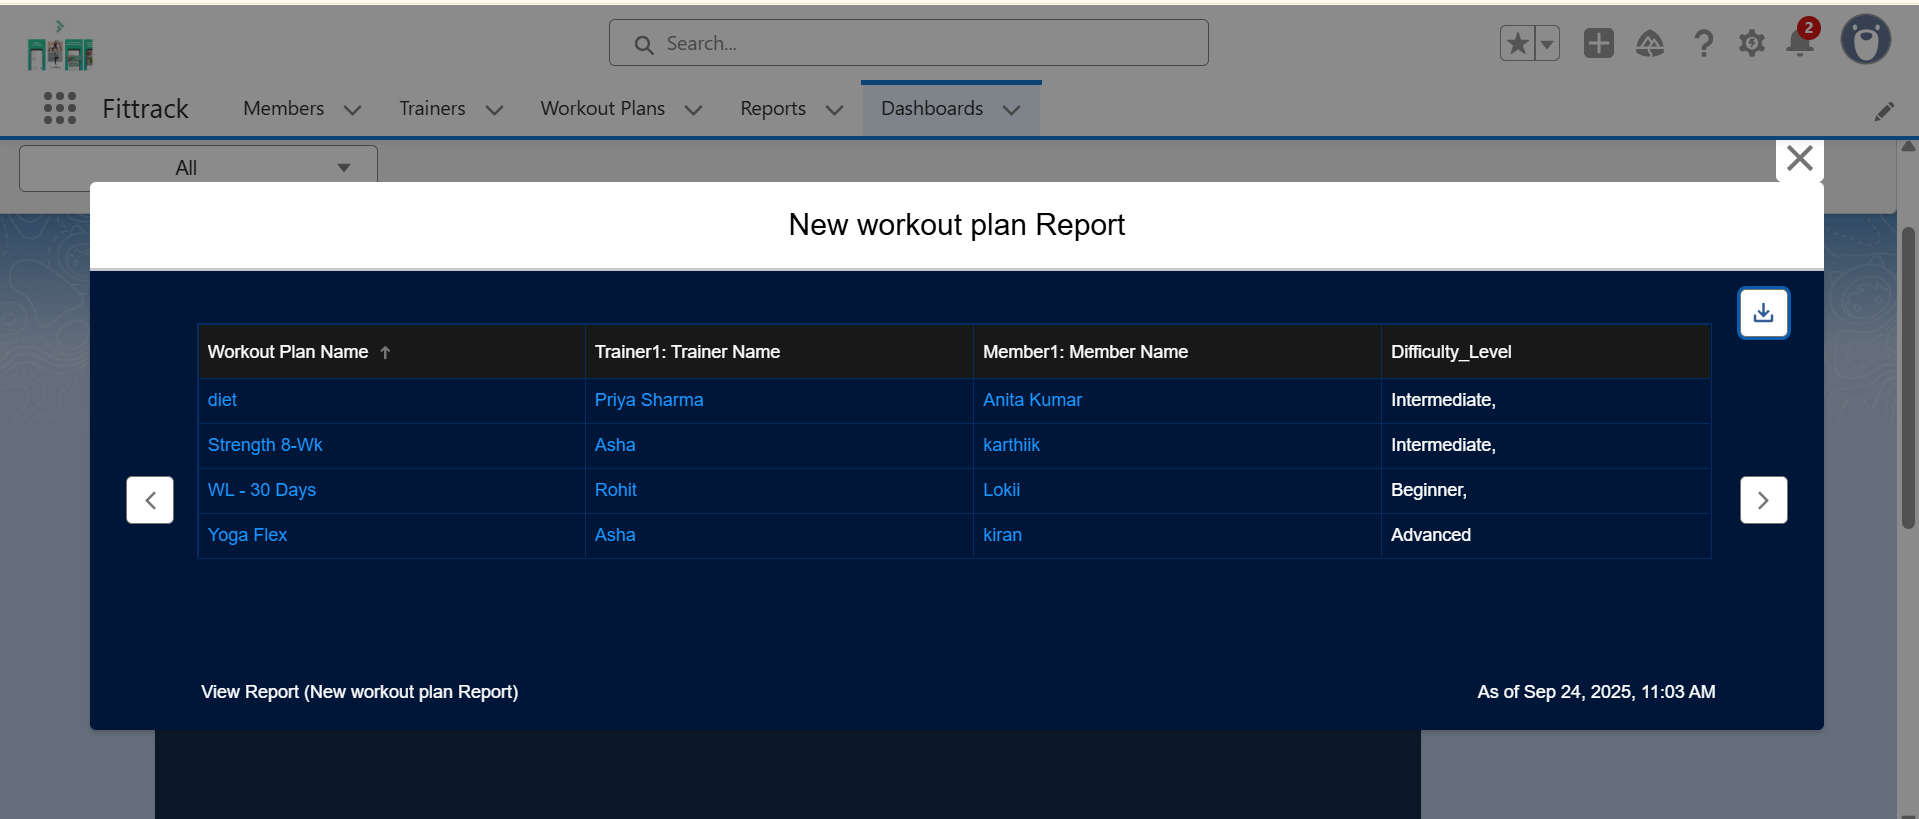 Search...
2
Fittrack Members Trainers Workout Plans Reports Dashboards
All
New workout plan Report
Workout Plan Name Trainer1: Trainer Name Member1: Member Name Difficulty_Level
diet Priya Sharma Anita Kumar Intermediate,
Strength 8-Wk Asha karthiik Intermediate,
WL - 30 Days Rohit Lokii Beginner,
Yoga Flex Asha kiran Advanced
View Report (New workout plan Report) As of Sep 24, 2025, 11:03 AM